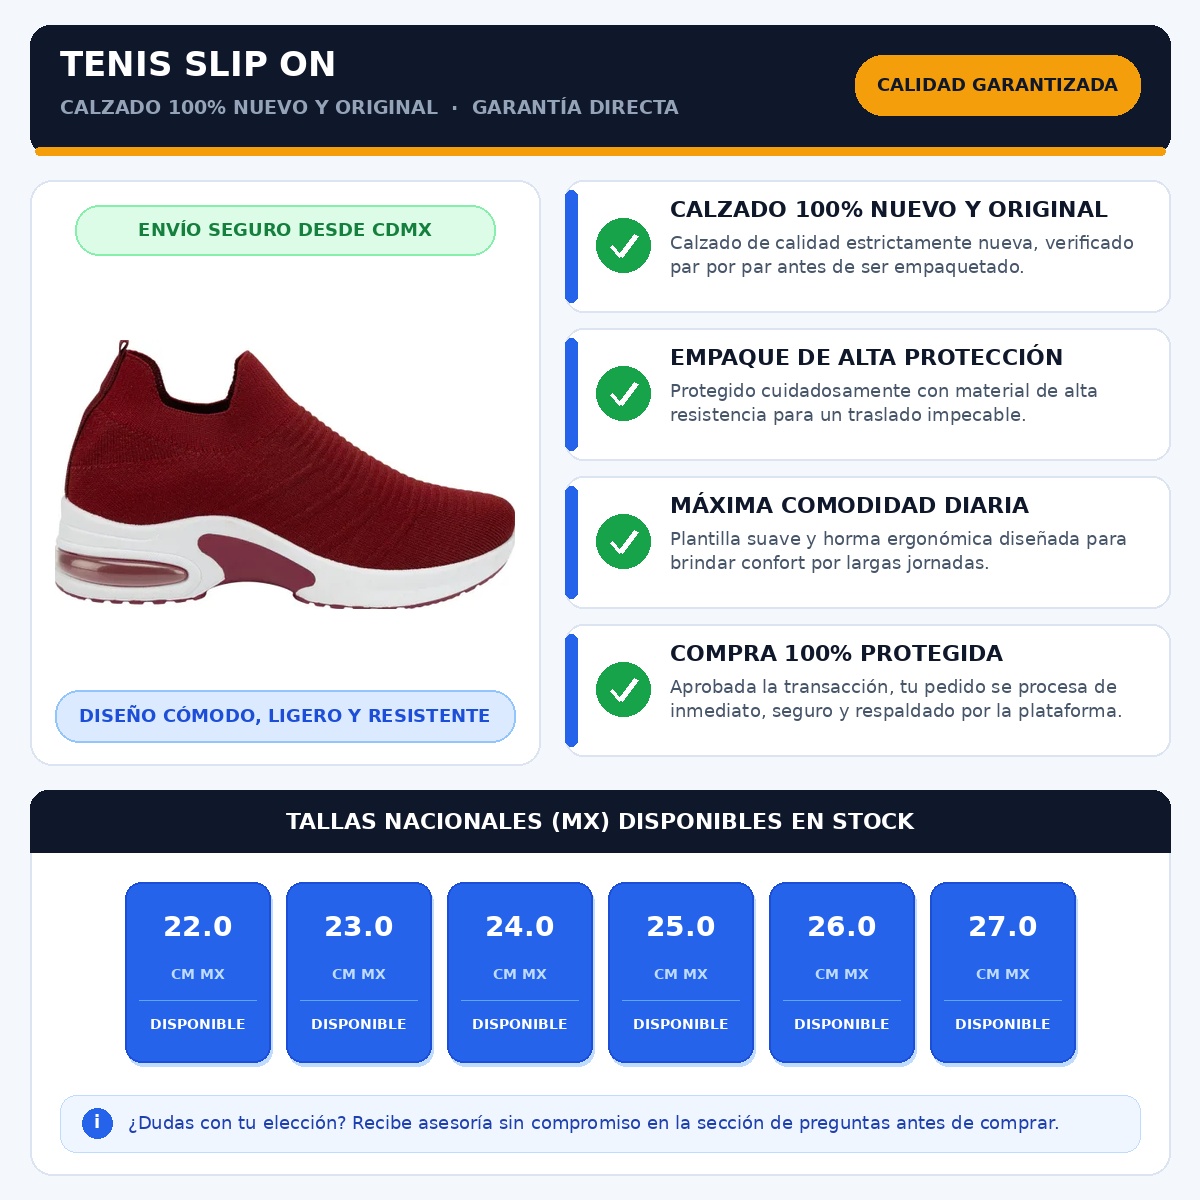 TENIS SLIP ON
CALZADO 100% NUEVO Y ORIGINAL · GARANTÍA DIRECTA
CALIDAD GARANTIZADA
ENVÍO SEGURO DESDE CDMX
DISEÑO CÓMODO, LIGERO Y RESISTENTE
CALZADO 100% NUEVO Y ORIGINAL
Calzado de calidad estrictamente nueva, verificado
par por par antes de ser empaquetado.
EMPAQUE DE ALTA PROTECCIÓN
Protegido cuidadosamente con material de alta
resistencia para un traslado impecable.
MÁXIMA COMODIDAD DIARIA
Plantilla suave y horma ergonómica diseñada para
brindar confort por largas jornadas.
COMPRA 100% PROTEGIDA
Aprobada la transacción, tu pedido se procesa de
inmediato, seguro y respaldado por la plataforma.
TALLAS NACIONALES (MX) DISPONIBLES EN STOCK
22.0
CM MX
DISPONIBLE
23.0
CM MX
DISPONIBLE
24.0
CM MX
DISPONIBLE
25.0
CM MX
DISPONIBLE
26.0
CM MX
DISPONIBLE
27.0
CM MX
DISPONIBLE
i ¿Dudas con tu elección? Recibe asesoría sin compromiso en la sección de preguntas antes de comprar.